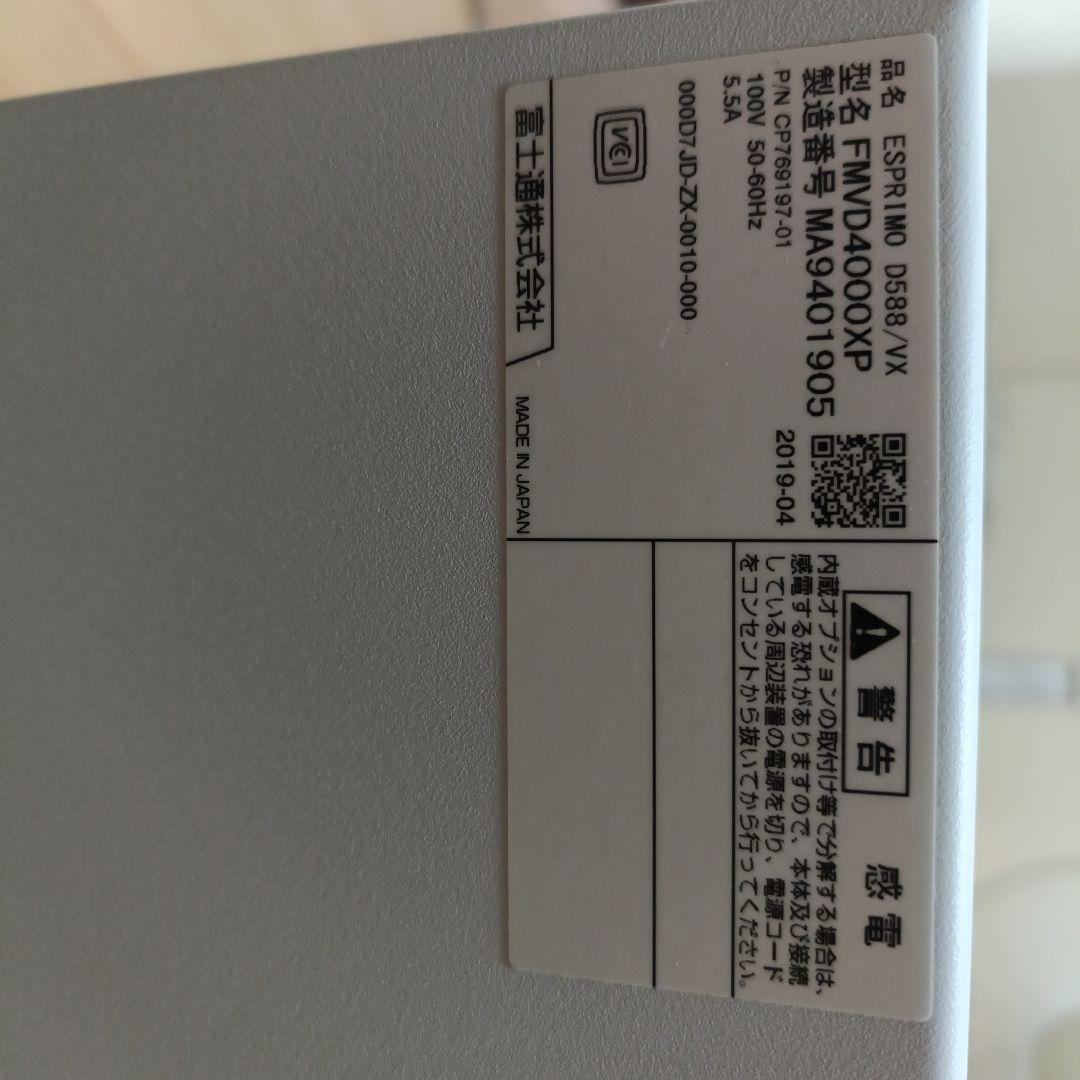 品名 ESPRIMO D588/VX
型名 FMVD4000XP
製造番号 MA9401905
P/N CP769197-01
100V 50-60Hz
5.5A
2019-04
000D7JD-ZX-0010-000
VCI
富士通株式会社
MADE IN JAPAN
警告
感電
内蔵オプションの取付け等で分解する場合は、
感電する恐れがありますので、本体及び接続
している周辺装置の電源を切り、電源コード
をコンセントから抜いてから行ってください。